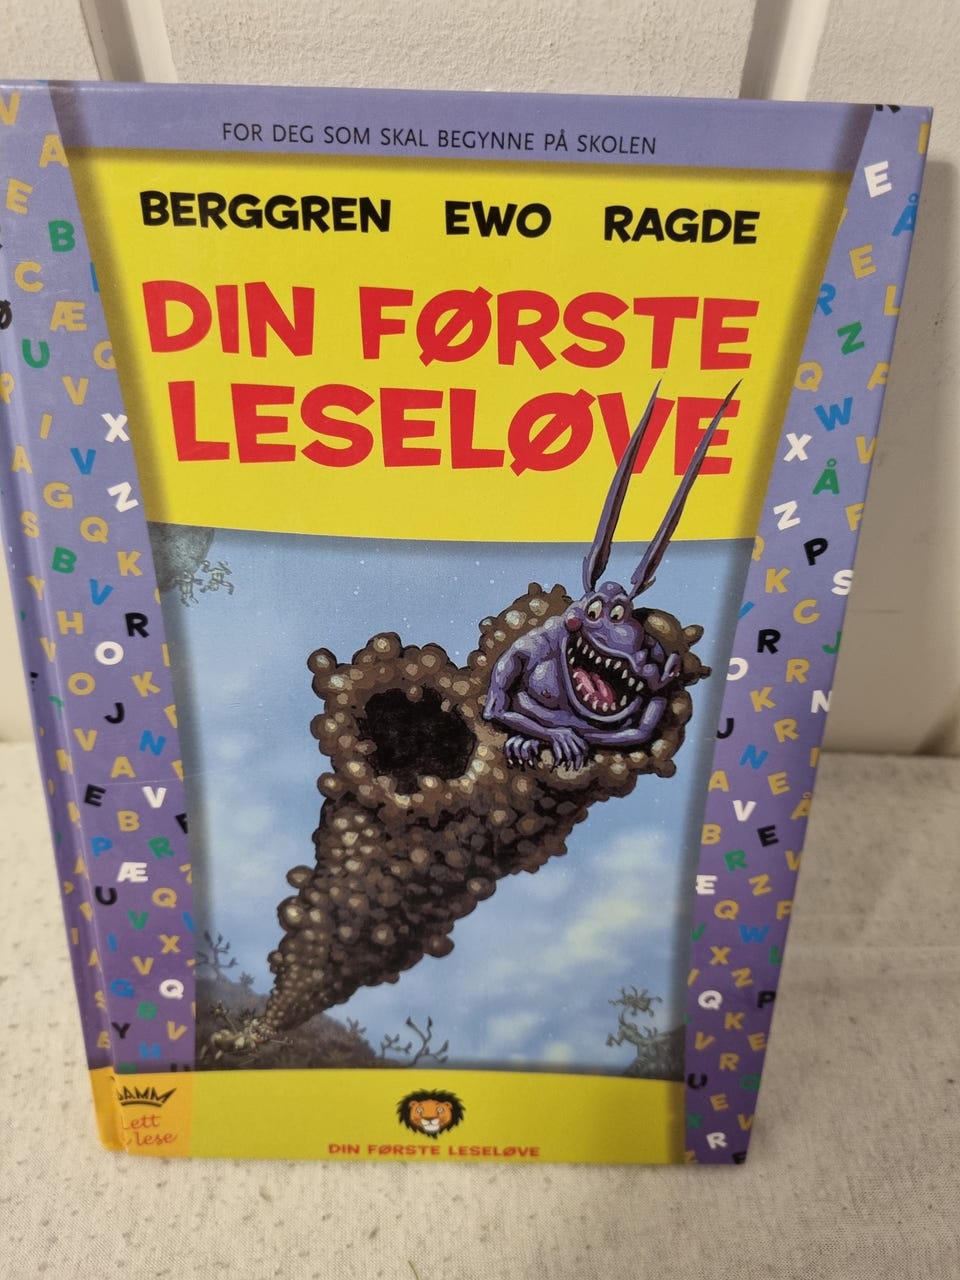 FOR DEG SOM SKAL BEGYNNE PÅ SKOLEN
BERGGREN EWO RAGDE
DIN FØRSTE
LESELØVE
DAMM
Lett
lese
DIN FØRSTE LESELØVE